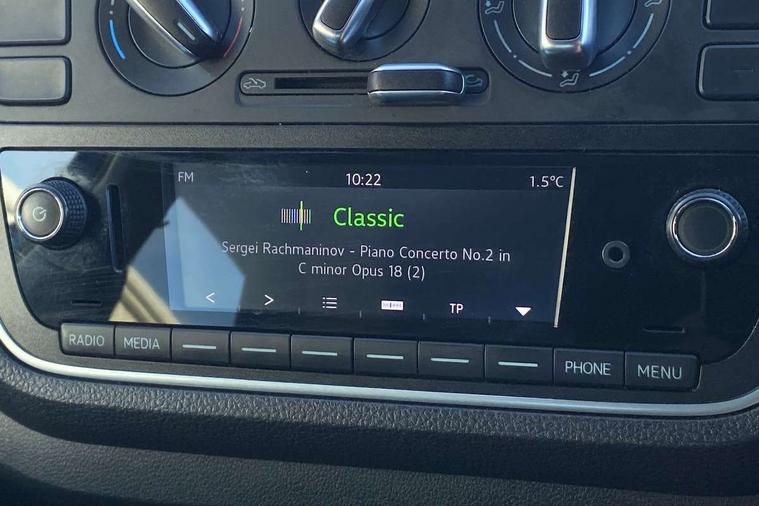 FM
10:22
1.5°C
Classic
Sergei Rachmaninov - Piano Concerto No.2 in
C minor Opus 18 (2)
< > TP
RADIO
MEDIA
PHONE
MENU